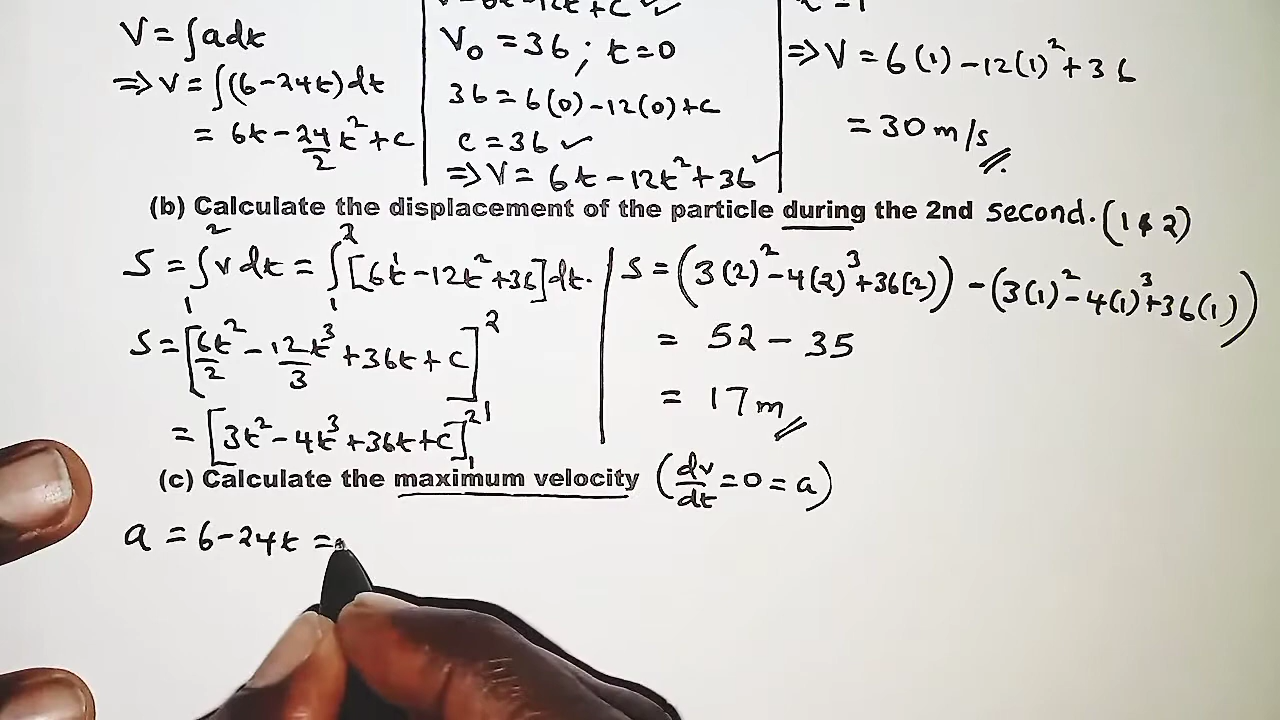 V = ∫adt
⇒ V = ∫(6-24t)dt
= 6t - 24/2 t² + c
V₀ = 36 ; t=0
36 = 6(0) - 12(0) + c
c = 36 ✓
⇒ V = 6t - 12t² + 36 ✓
⇒ V = 6(1) - 12(1)² + 36
= 30 m/s
(b) Calculate the displacement of the particle during the 2nd second. (1 & 2)
S = ∫₁² v dt = ∫₁² [6t¹ - 12t² + 36] dt.
S = [6t²/2 - 12t³/3 + 36t + c]₁²
= [3t² - 4t³ + 36t + c]₁²
S = (3(2)² - 4(2)³ + 36(2)) - (3(1)² - 4(1)³ + 36(1))
= 52 - 35
= 17m
(c) Calculate the maximum velocity (dv/dt = 0 = a)
a = 6 - 24t =